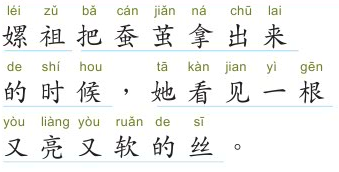 léi zǔ bǎ cán jiǎn ná chū lai
嫘祖把蚕茧拿出来
de shí hou tā kàn jian yì gēn
的时候，她看见一根
yòu liàng yòu ruǎn de sī
又亮又软的丝。